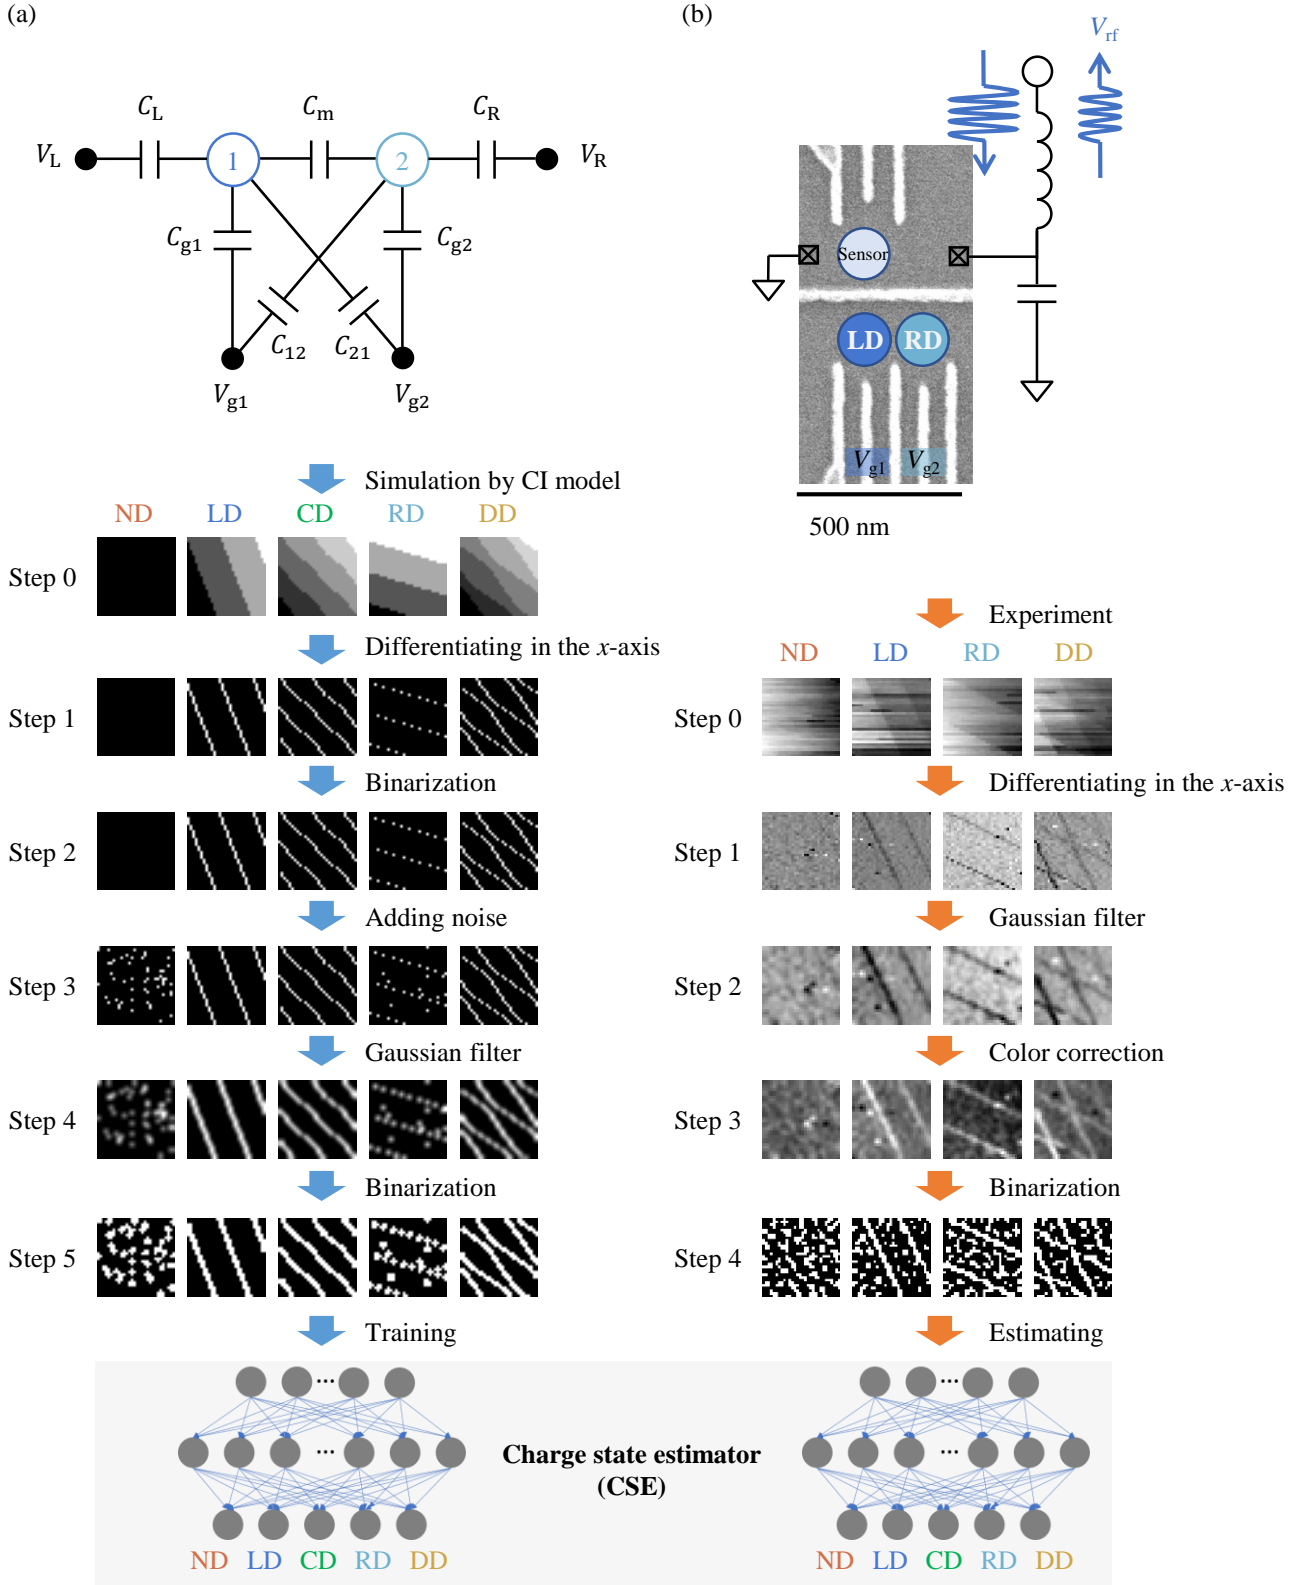 (a)
C_L
C_m
C_R
V_L
1
2
V_R
C_g1
C_g2
C_12
C_21
V_g1
V_g2
Simulation by CI model
ND LD CD RD DD
Step 0
Differentiating in the x-axis
Step 1
Binarization
Step 2
Adding noise
Step 3
Gaussian filter
Step 4
Binarization
Step 5
Training
(b)
V_rf
Sensor
LD RD
V_g1 V_g2
500 nm
Experiment
ND LD RD DD
Step 0
Differentiating in the x-axis
Step 1
Gaussian filter
Step 2
Color correction
Step 3
Binarization
Step 4
Estimating
...
...
...
...
Charge state estimator
(CSE)
ND LD CD RD DD
ND LD CD RD DD